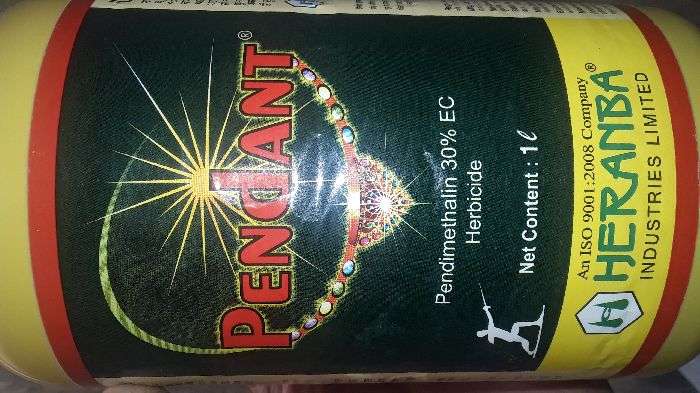 PENDANT®
Pendimethalin 30% EC
Herbicide
Net Content : 1 ℓ
An ISO 9001:2008 Company
HERANBA®
INDUSTRIES LIMITED